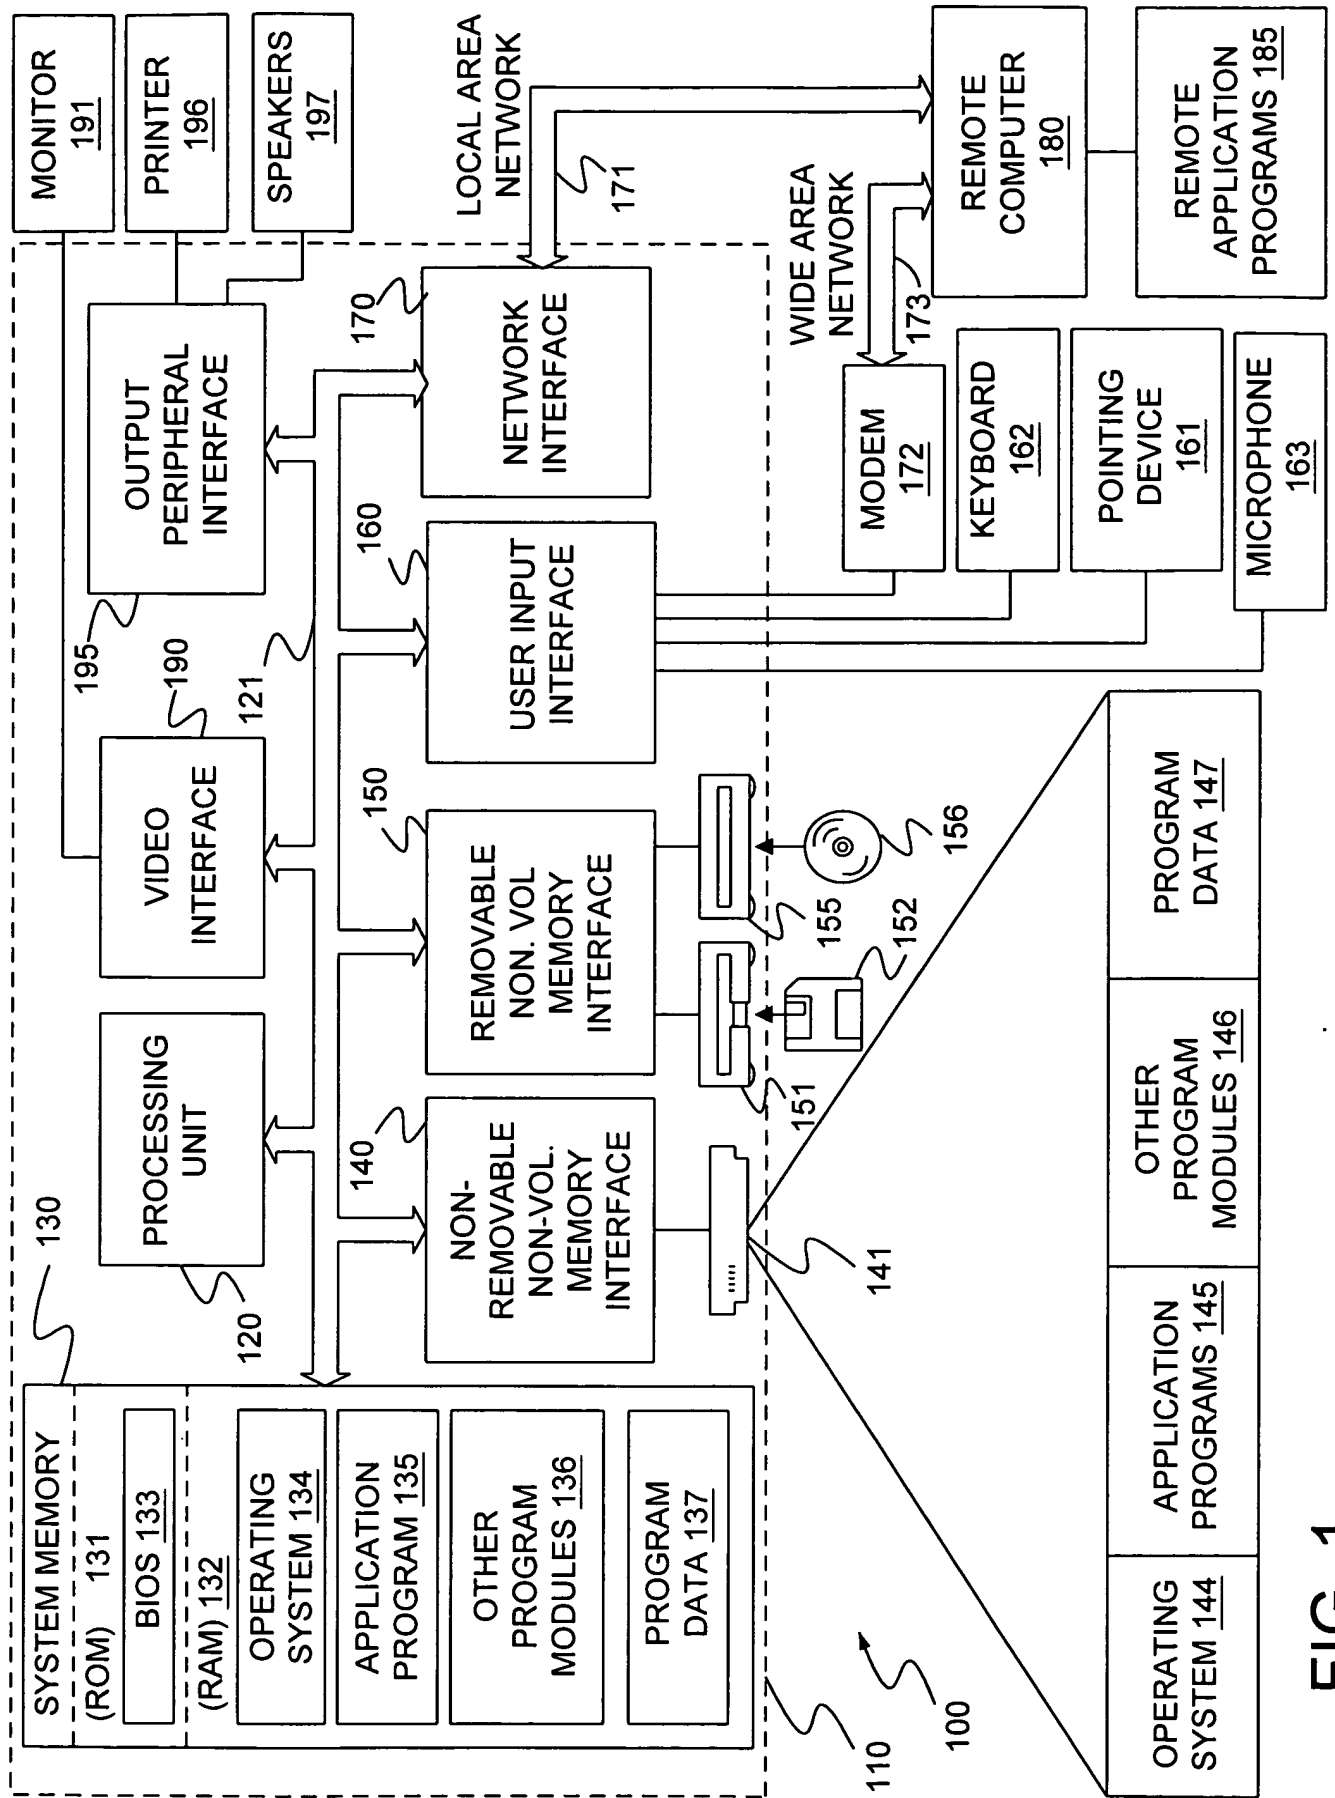 SYSTEM MEMORY
(ROM) 131
BIOS 133
(RAM) 132
OPERATING
SYSTEM 134
APPLICATION
PROGRAM 135
OTHER
PROGRAM
MODULES 136
PROGRAM
DATA 137
130
PROCESSING
UNIT
120
VIDEO
INTERFACE
190
121
OUTPUT
PERIPHERAL
INTERFACE
195
MONITOR
191
PRINTER
196
SPEAKERS
197
NON-
REMOVABLE
NON-VOL.
MEMORY
INTERFACE
140
REMOVABLE
NON. VOL
MEMORY
INTERFACE
150
USER INPUT
INTERFACE
160
NETWORK
INTERFACE
170
LOCAL AREA
NETWORK
171
141
151
152
155
156
WIDE AREA
NETWORK
173
MODEM
172
KEYBOARD
162
POINTING
DEVICE
161
MICROPHONE
163
REMOTE
COMPUTER
180
REMOTE
APPLICATION
PROGRAMS 185
110
100
OPERATING
SYSTEM 144
APPLICATION
PROGRAMS 145
OTHER
PROGRAM
MODULES 146
PROGRAM
DATA 147
FIG. 1